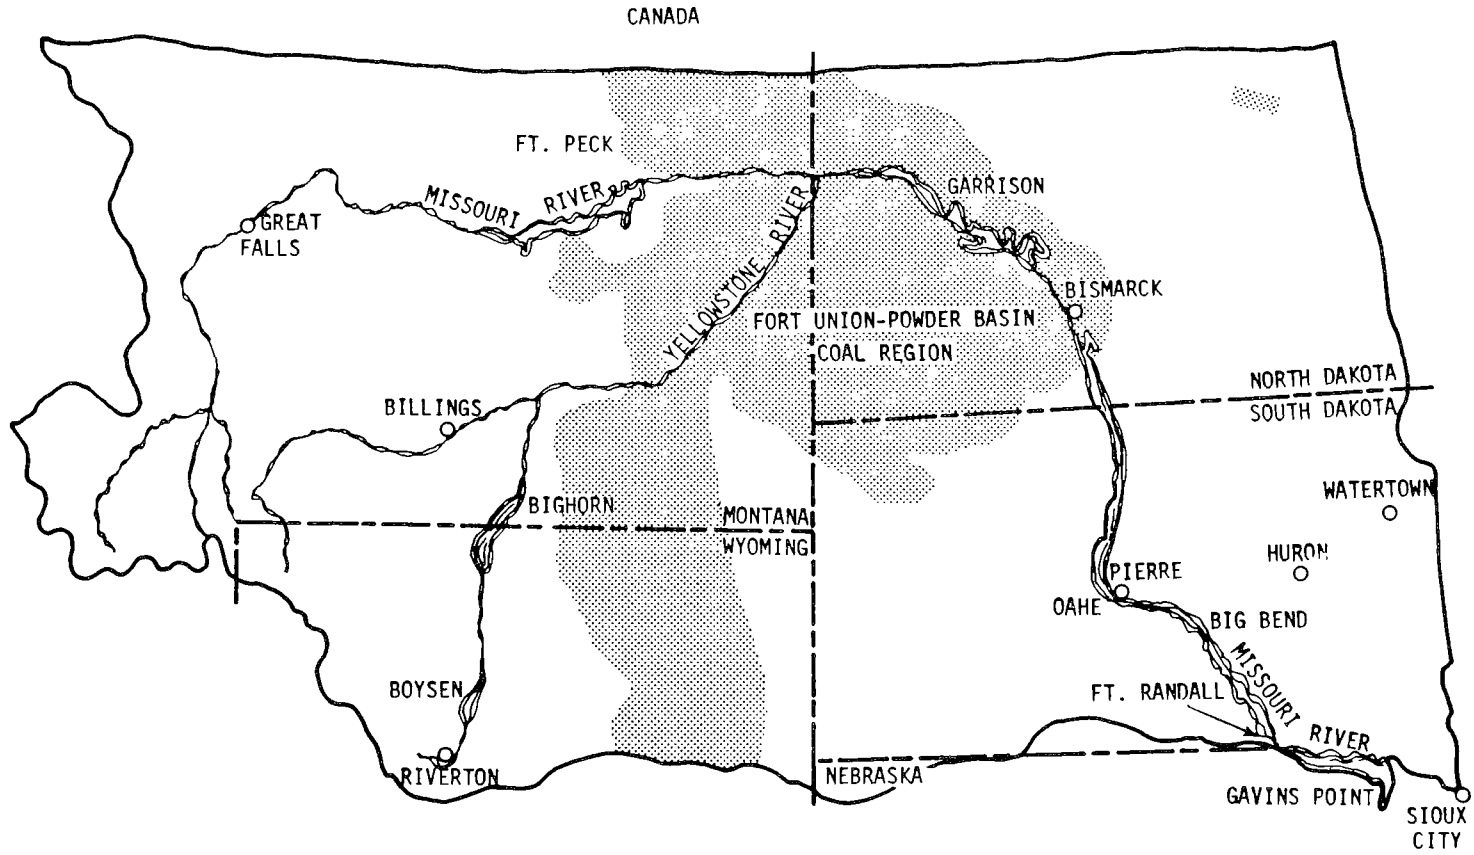 CANADA
FT. PECK
MISSOURI RIVER
GARRISON
GREAT
FALLS
YELLOWSTONE RIVER
BISMARCK
FORT UNION-POWDER BASIN
COAL REGION
NORTH DAKOTA
SOUTH DAKOTA
BILLINGS
WATERTOWN
BIGHORN
MONTANA
WYOMING
HURON
PIERRE
OAHE
BIG BEND
MISSOURI RIVER
BOYSEN
FT. RANDALL
RIVERTON
NEBRASKA
GAVINS POINT
SIOUX
CITY